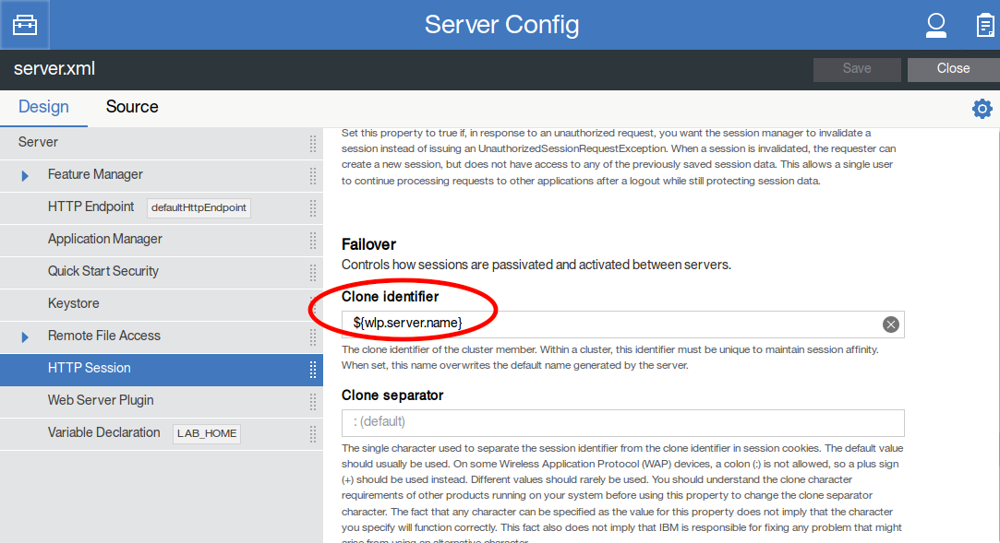 Server Config
server.xml
Save
Close
Design
Source
Server
Feature Manager
HTTP Endpoint defaultHttpEndpoint
Application Manager
Quick Start Security
Keystore
Remote File Access
HTTP Session
Web Server Plugin
Variable Declaration LAB_HOME
Set this property to true if, in response to an unauthorized request, you want the session manager to invalidate a
session instead of issuing an UnauthorizedSessionRequestException. When a session is invalidated, the requester can
create a new session, but does not have access to any of the previously saved session data. This allows a single user
to continue processing requests to other applications after a logout while still protecting session data.
Failover
Controls how sessions are passivated and activated between servers.
Clone identifier
${wlp.server.name}
The clone identifier of the cluster member. Within a cluster, this identifier must be unique to maintain session affinity.
When set, this name overwrites the default name generated by the server.
Clone separator
: (default)
The single character used to separate the session identifier from the clone identifier in session cookies. The default value
should usually be used. On some Wireless Application Protocol (WAP) devices, a colon (:) is not allowed, so a plus sign
(+) should be used instead. Different values should rarely be used. You should understand the clone character
requirements of other products running on your system before using this property to change the clone separator
character. The fact that any character can be specified as the value for this property does not imply that the character
you specify will function correctly. This fact also does not imply that IBM is responsible for fixing any problem that might
arise from using an alternative character.